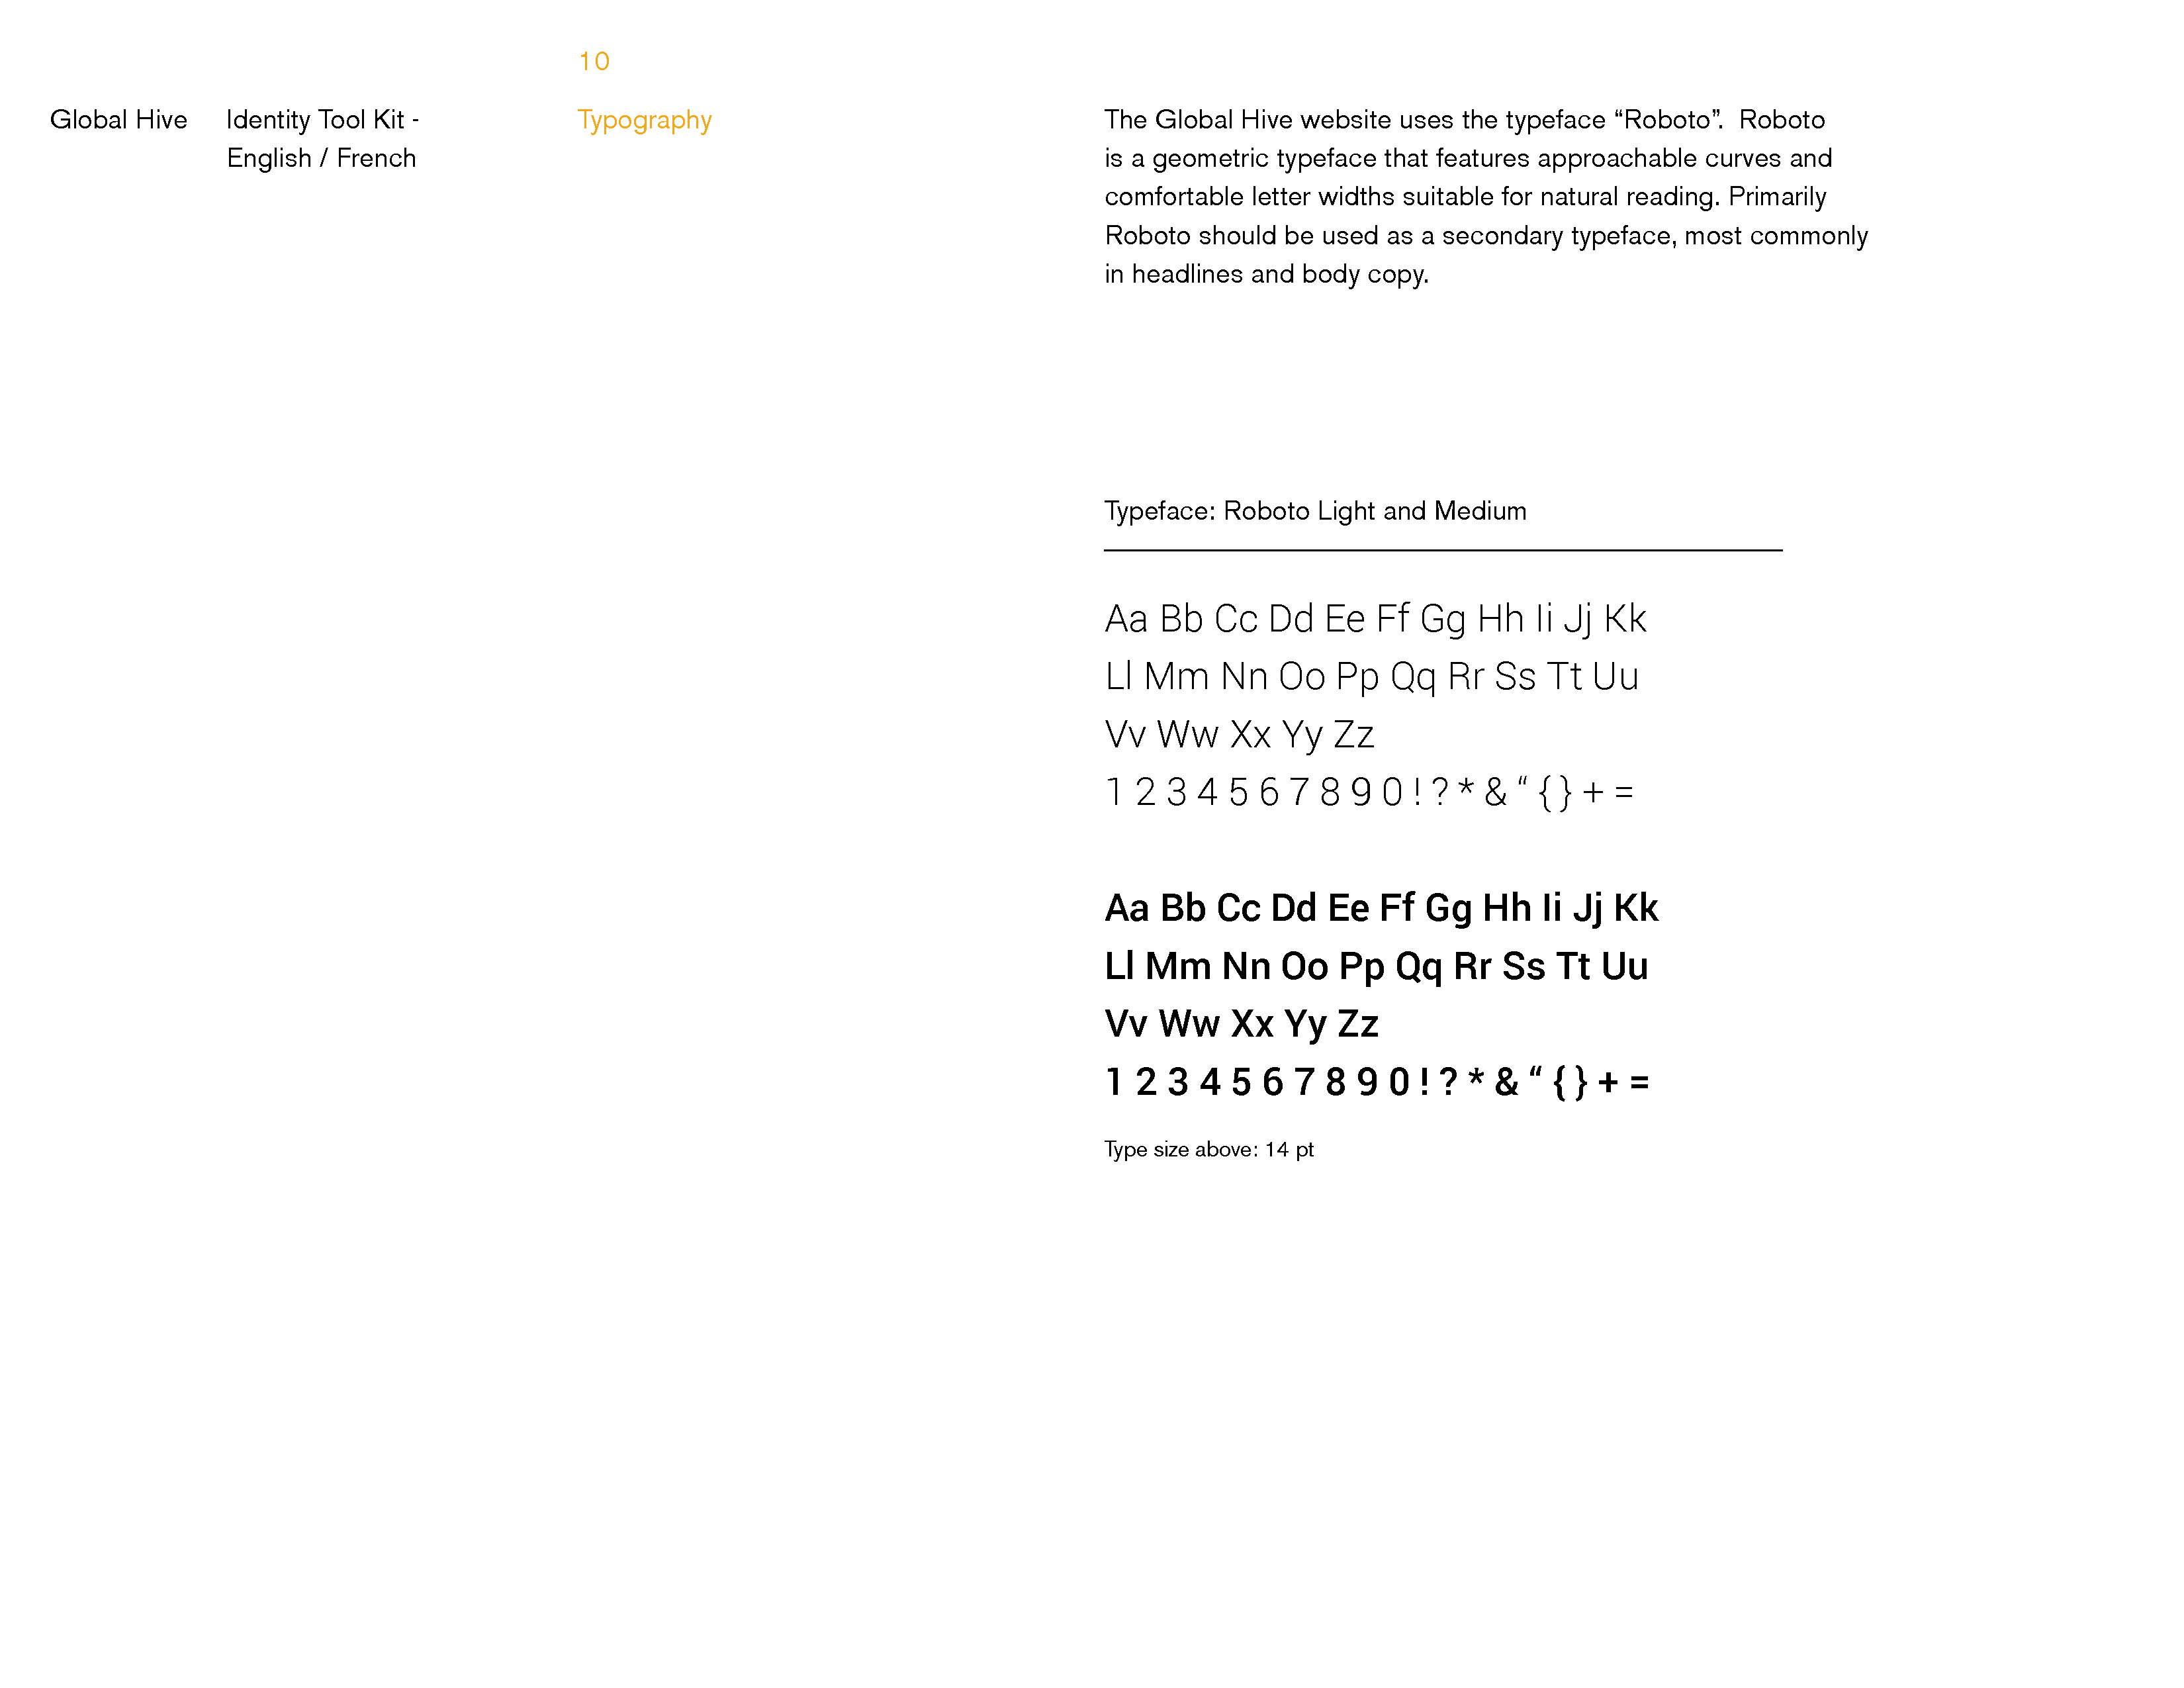 10
Global Hive
Identity Tool Kit -
English / French
Typography
The Global Hive website uses the typeface “Roboto”.  Roboto
is a geometric typeface that features approachable curves and
comfortable letter widths suitable for natural reading. Primarily
Roboto should be used as a secondary typeface, most commonly
in headlines and body copy.
Typeface: Roboto Light and Medium
Aa Bb Cc Dd Ee Ff Gg Hh Ii Jj Kk
Ll Mm Nn Oo Pp Qq Rr Ss Tt Uu
Vv Ww Xx Yy Zz
1 2 3 4 5 6 7 8 9 0 ! ? * & “ { } + =
Aa Bb Cc Dd Ee Ff Gg Hh Ii Jj Kk
Ll Mm Nn Oo Pp Qq Rr Ss Tt Uu
Vv Ww Xx Yy Zz
1 2 3 4 5 6 7 8 9 0 ! ? * & “ { } + =
Type size above: 14 pt